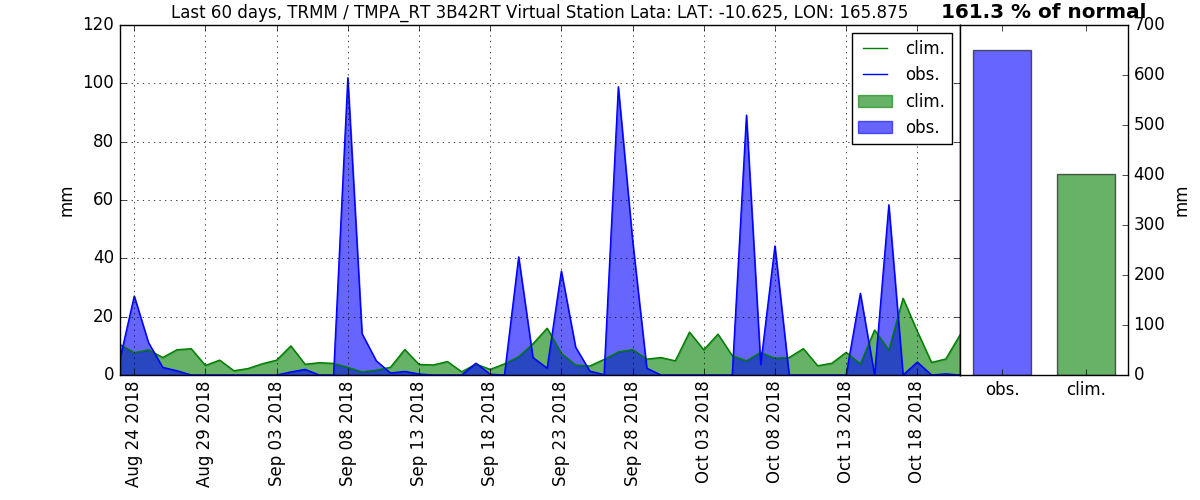 Last 60 days, TRMM / TMPA_RT 3B42RT Virtual Station Lata: LAT: -10.625, LON: 165.875
161.3 % of normal
120
100
80
60
40
20
0
mm
clim.
obs.
clim.
obs.
700
600
500
400
300
200
100
0
mm
Aug 24 2018
Aug 29 2018
Sep 03 2018
Sep 08 2018
Sep 13 2018
Sep 18 2018
Sep 23 2018
Sep 28 2018
Oct 03 2018
Oct 08 2018
Oct 13 2018
Oct 18 2018
obs.
clim.